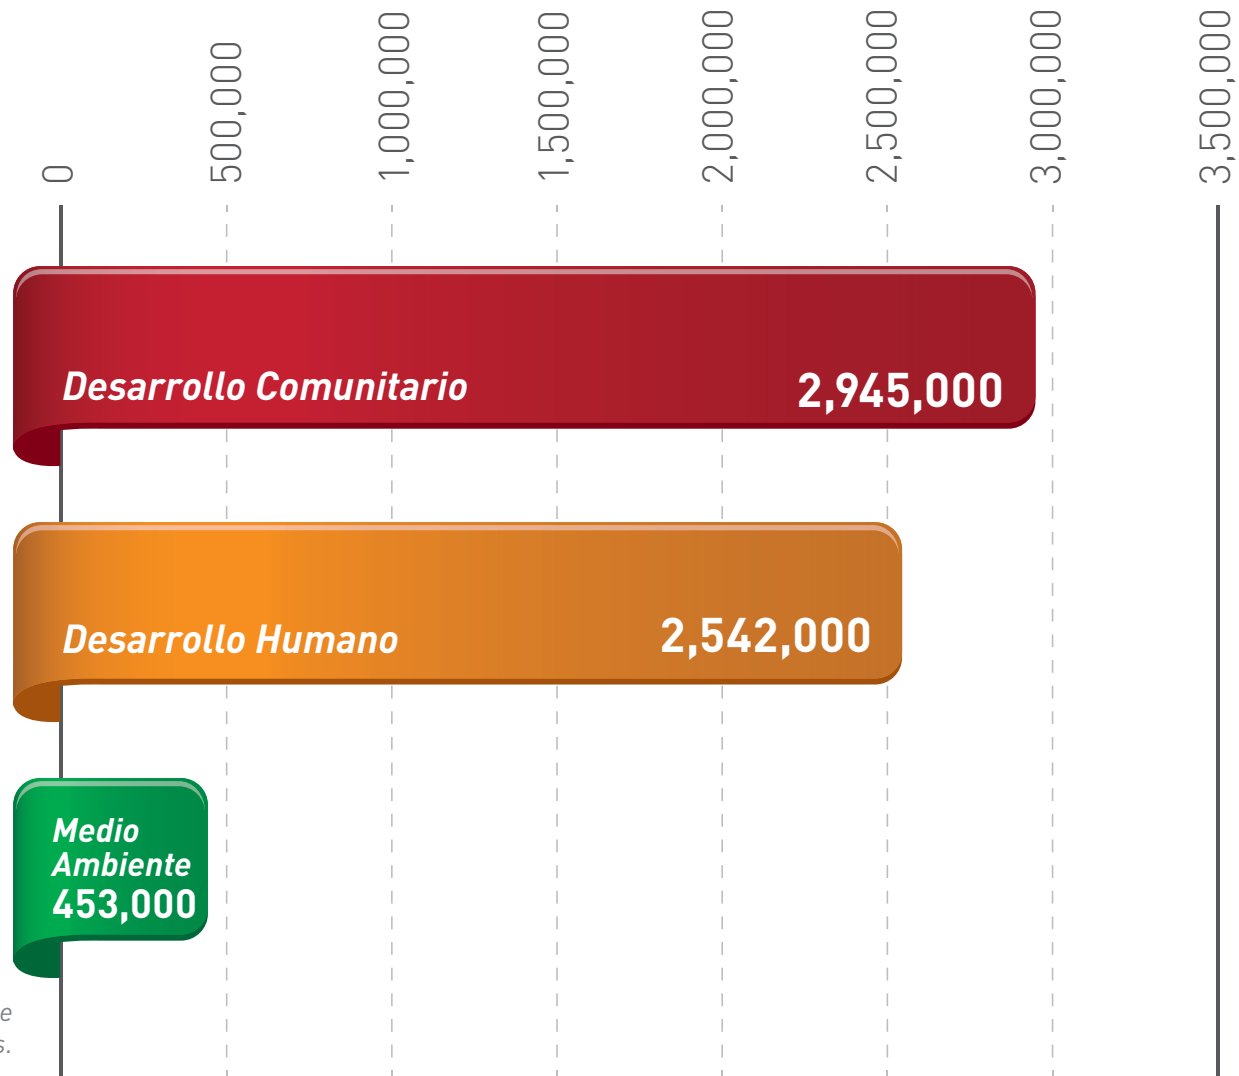 0
500,000
1,000,000
1,500,000
2,000,000
2,500,000
3,000,000
3,500,000
Desarrollo Comunitario 2,945,000
Desarrollo Humano 2,542,000
Medio
Ambiente
453,000
e
s.